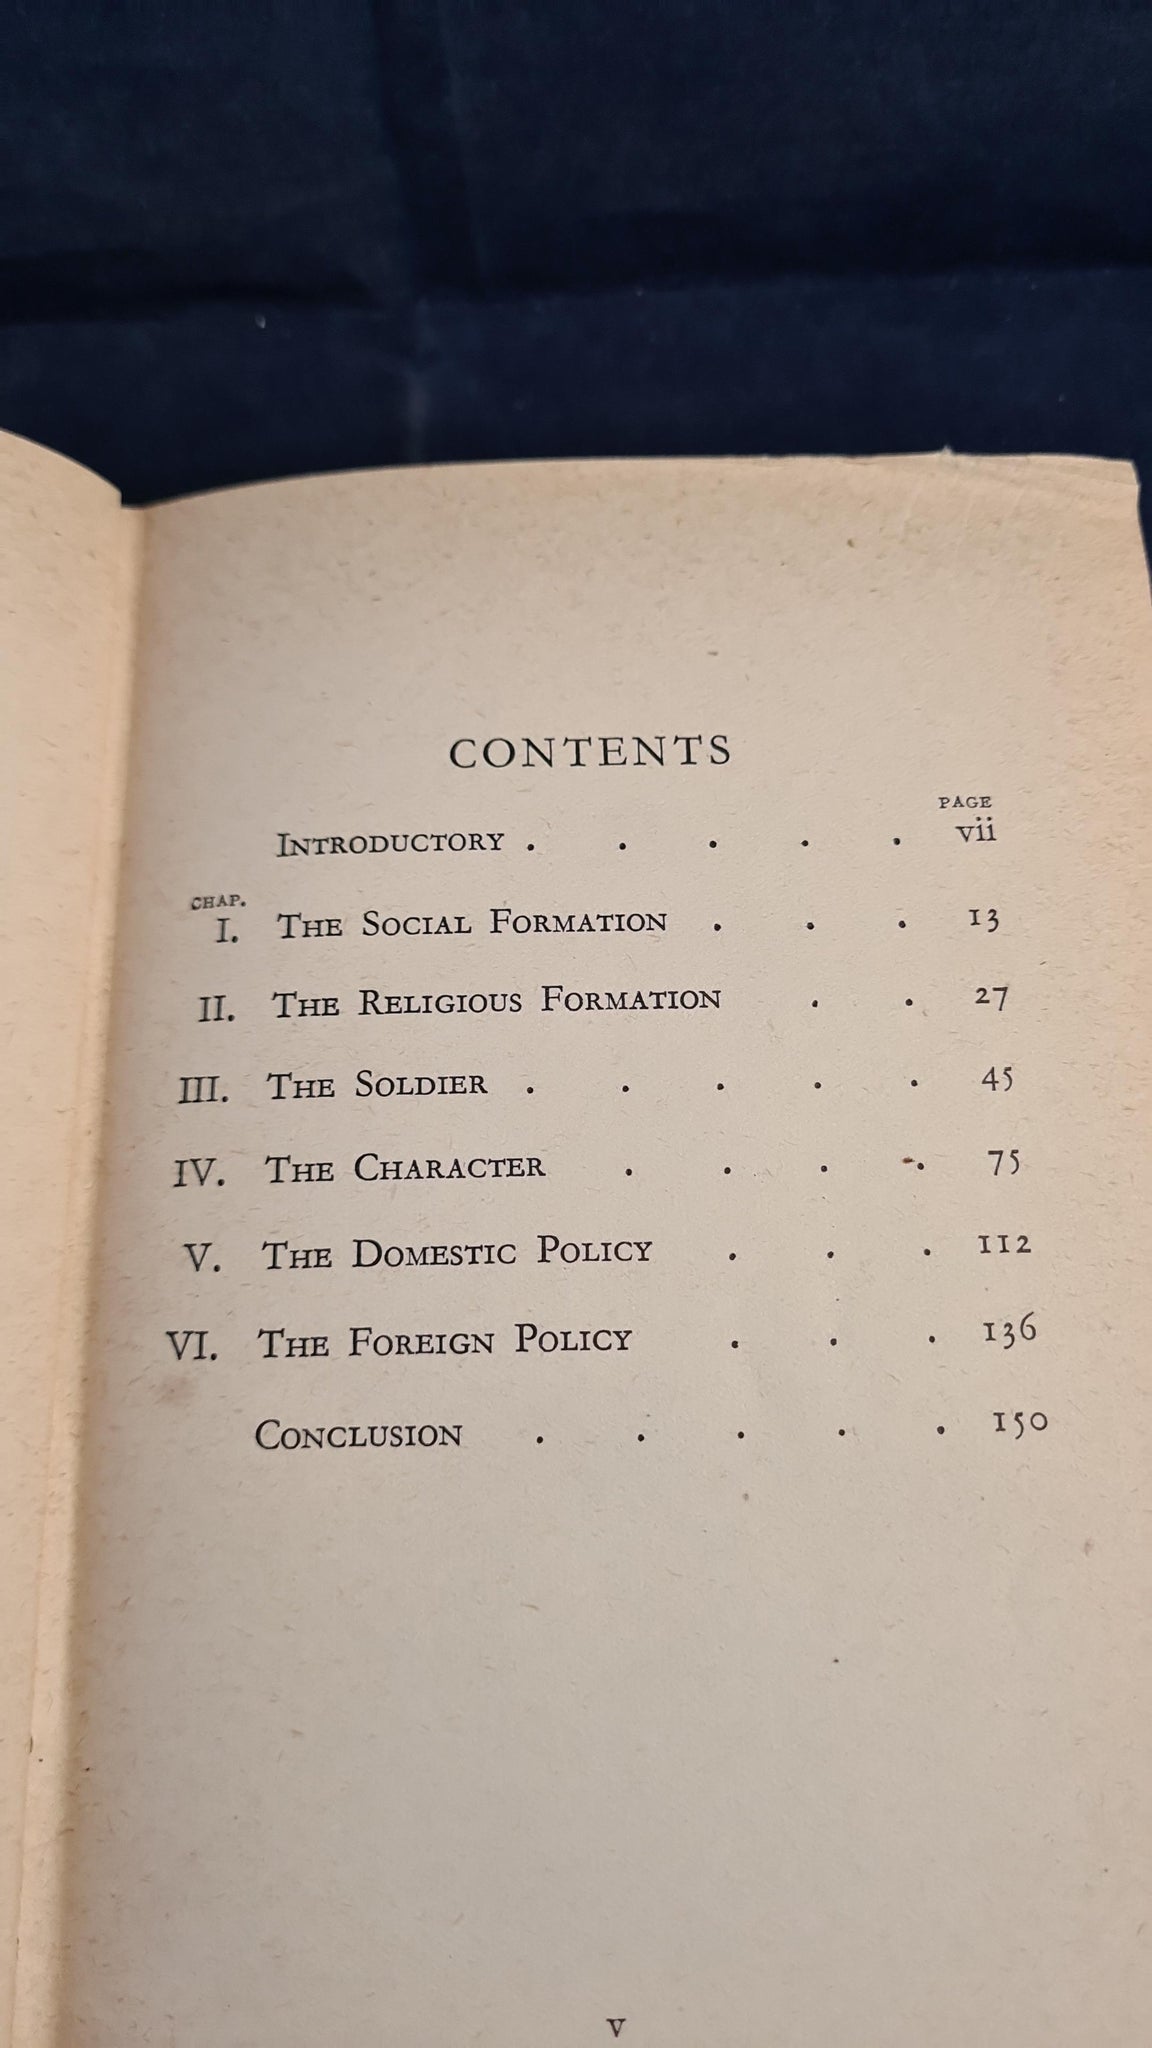 CONTENTS
PAGE
INTRODUCTORY . . . . . vii
CHAP.
I. THE SOCIAL FORMATION . . . 13
II. THE RELIGIOUS FORMATION . . 27
III. THE SOLDIER . . . . . 45
IV. THE CHARACTER . . . . 75
V. THE DOMESTIC POLICY . . . 112
VI. THE FOREIGN POLICY . . . 136
CONCLUSION . . . . . 150
v